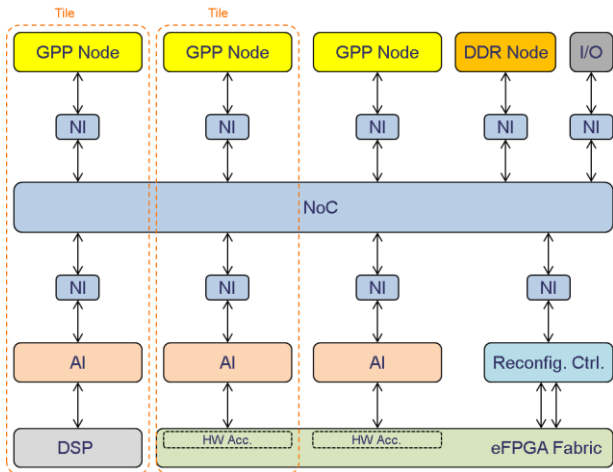 Tile
Tile
GPP Node
GPP Node
GPP Node
DDR Node
I/O
NI
NI
NI
NI
NI
NoC
NI
NI
NI
NI
AI
AI
AI
Reconfig. Ctrl.
DSP
HW Acc.
HW Acc.
eFPGA Fabric